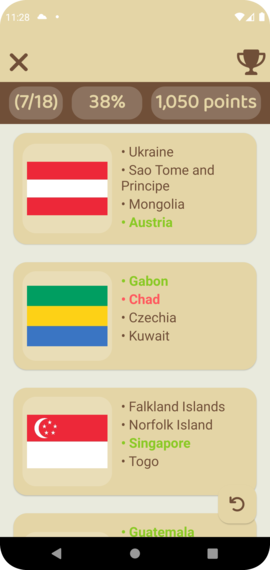 11:28
(7/18) 38% 1,050 points
• Ukraine
• Sao Tome and
Principe
• Mongolia
• Austria
• Gabon
• Chad
• Czechia
• Kuwait
• Falkland Islands
• Norfolk Island
• Singapore
• Togo
• Guatemala